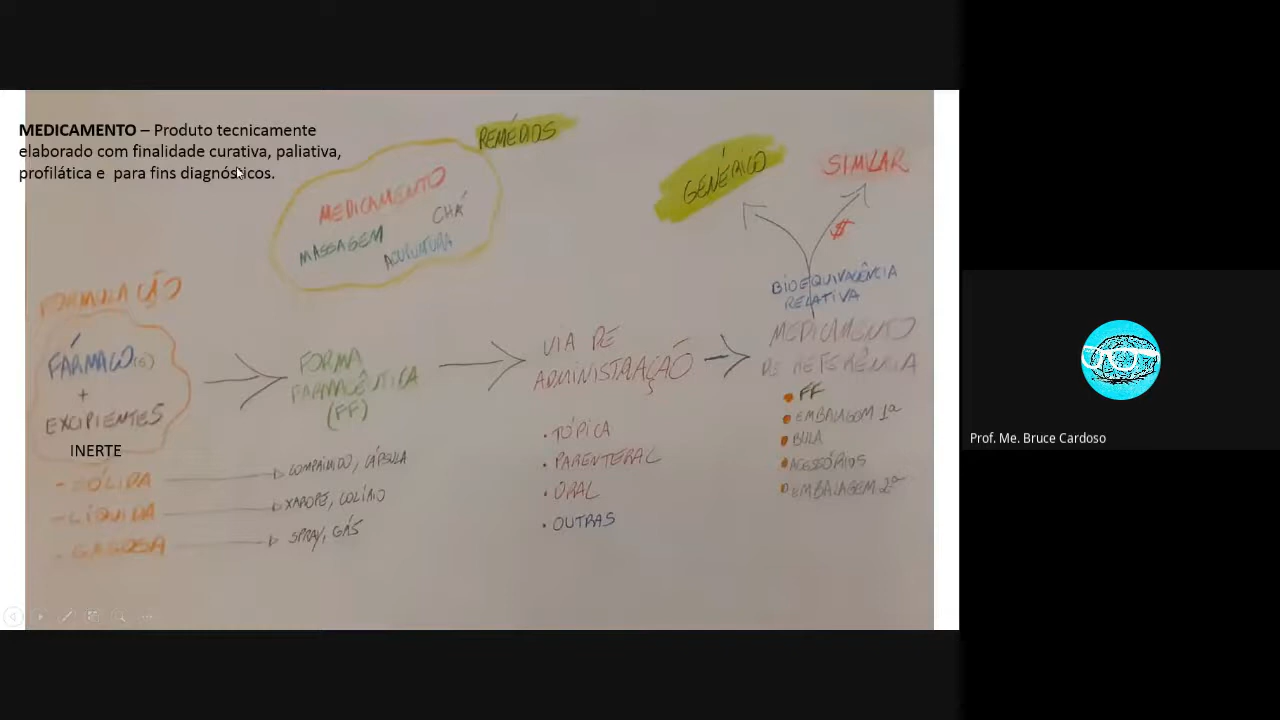 MEDICAMENTO – Produto tecnicamente
elaborado com finalidade curativa, paliativa,
profilática e para fins diagnósticos.
REMÉDIOS
MEDICAMENTO
CHÁ
MASSAGEM
ACUPUNTURA
GENÉRICO
SIMILAR
$
BIOEQUIVALÊNCIA
RELATIVA
FORMULAÇÃO
FÁRMACO(S)
+
EXCIPIENTES
INERTE
- SÓLIDA
- LÍQUIDA
- GASOSA
FORMA
FARMACÊUTICA
(FF)
COMPRIMIDO, CÁPSULA
XAROPE, COLÍRIO
SPRAY, GÁS
VIA DE
ADMINISTRAÇÃO
• TÓPICA
• PARENTERAL
• ORAL
• OUTRAS
MEDICAMENTO
DE REFERÊNCIA
• FF
• EMBALAGEM 1ª
• BULA
• ACESSÓRIOS
• EMBALAGEM 2ª
Prof. Me. Bruce Cardoso